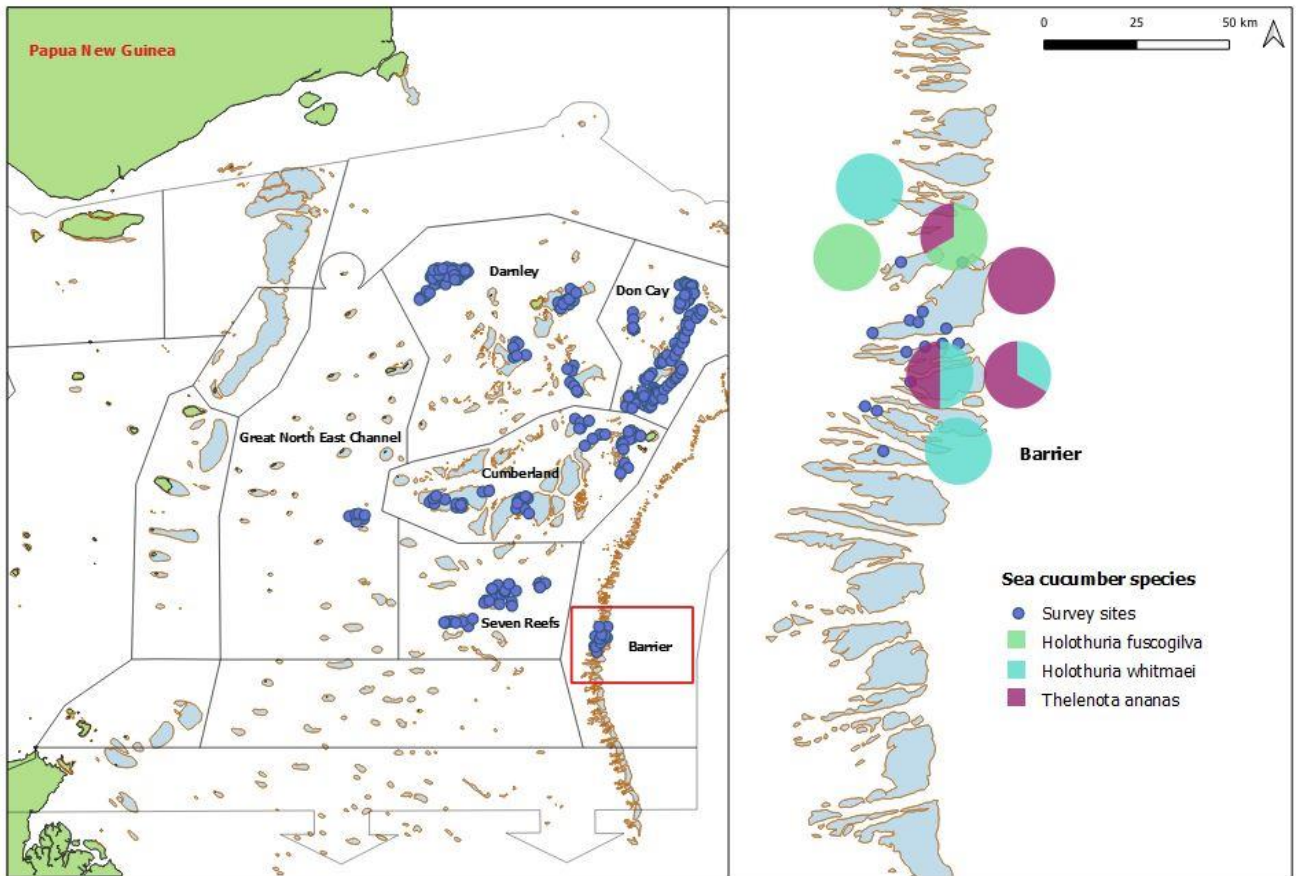 Papua New Guinea
Darnley
Don Cay
Great North East Channel
Cumberland
Seven Reefs
Barrier
0 25 50 km
Barrier
Sea cucumber species
Survey sites
Holothuria fuscogilva
Holothuria whitmaei
Thelenota ananas